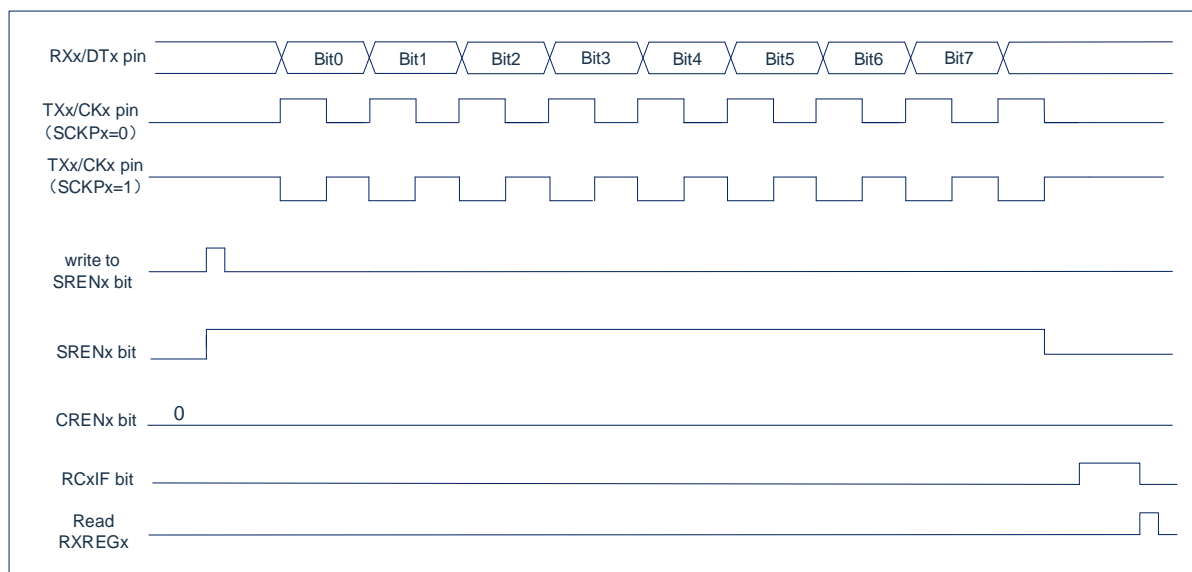 RXx/DTx pin
Bit0 Bit1 Bit2 Bit3 Bit4 Bit5 Bit6 Bit7
TXx/CKx pin
（SCKPx=0）
TXx/CKx pin
（SCKPx=1）
write to
SRENx bit
SRENx bit
CRENx bit
0
RCxIF bit
Read
RXREGx